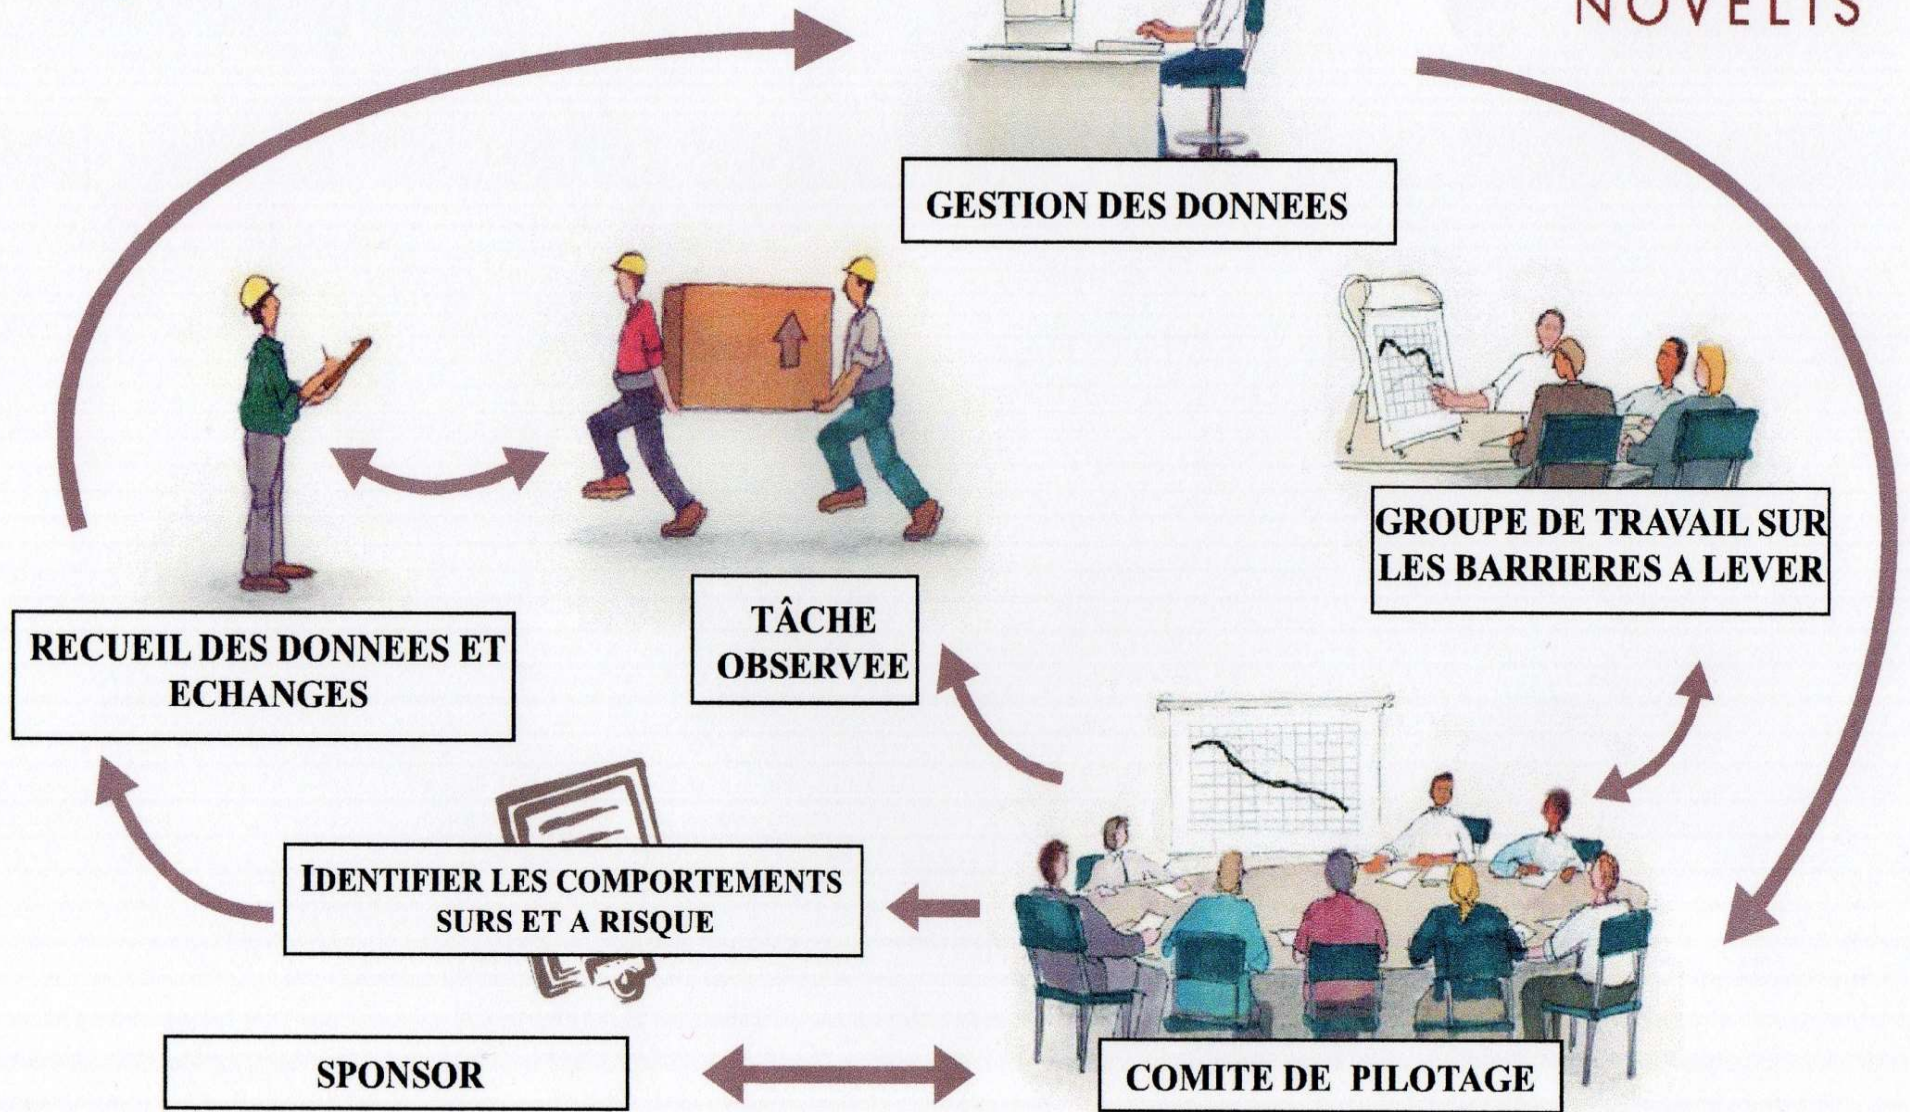 NOVELIS
GESTION DES DONNEES
GROUPE DE TRAVAIL SUR
LES BARRIERES A LEVER
TÂCHE
OBSERVEE
RECUEIL DES DONNEES ET
ECHANGES
IDENTIFIER LES COMPORTEMENTS
SURS ET A RISQUE
SPONSOR
COMITE DE PILOTAGE